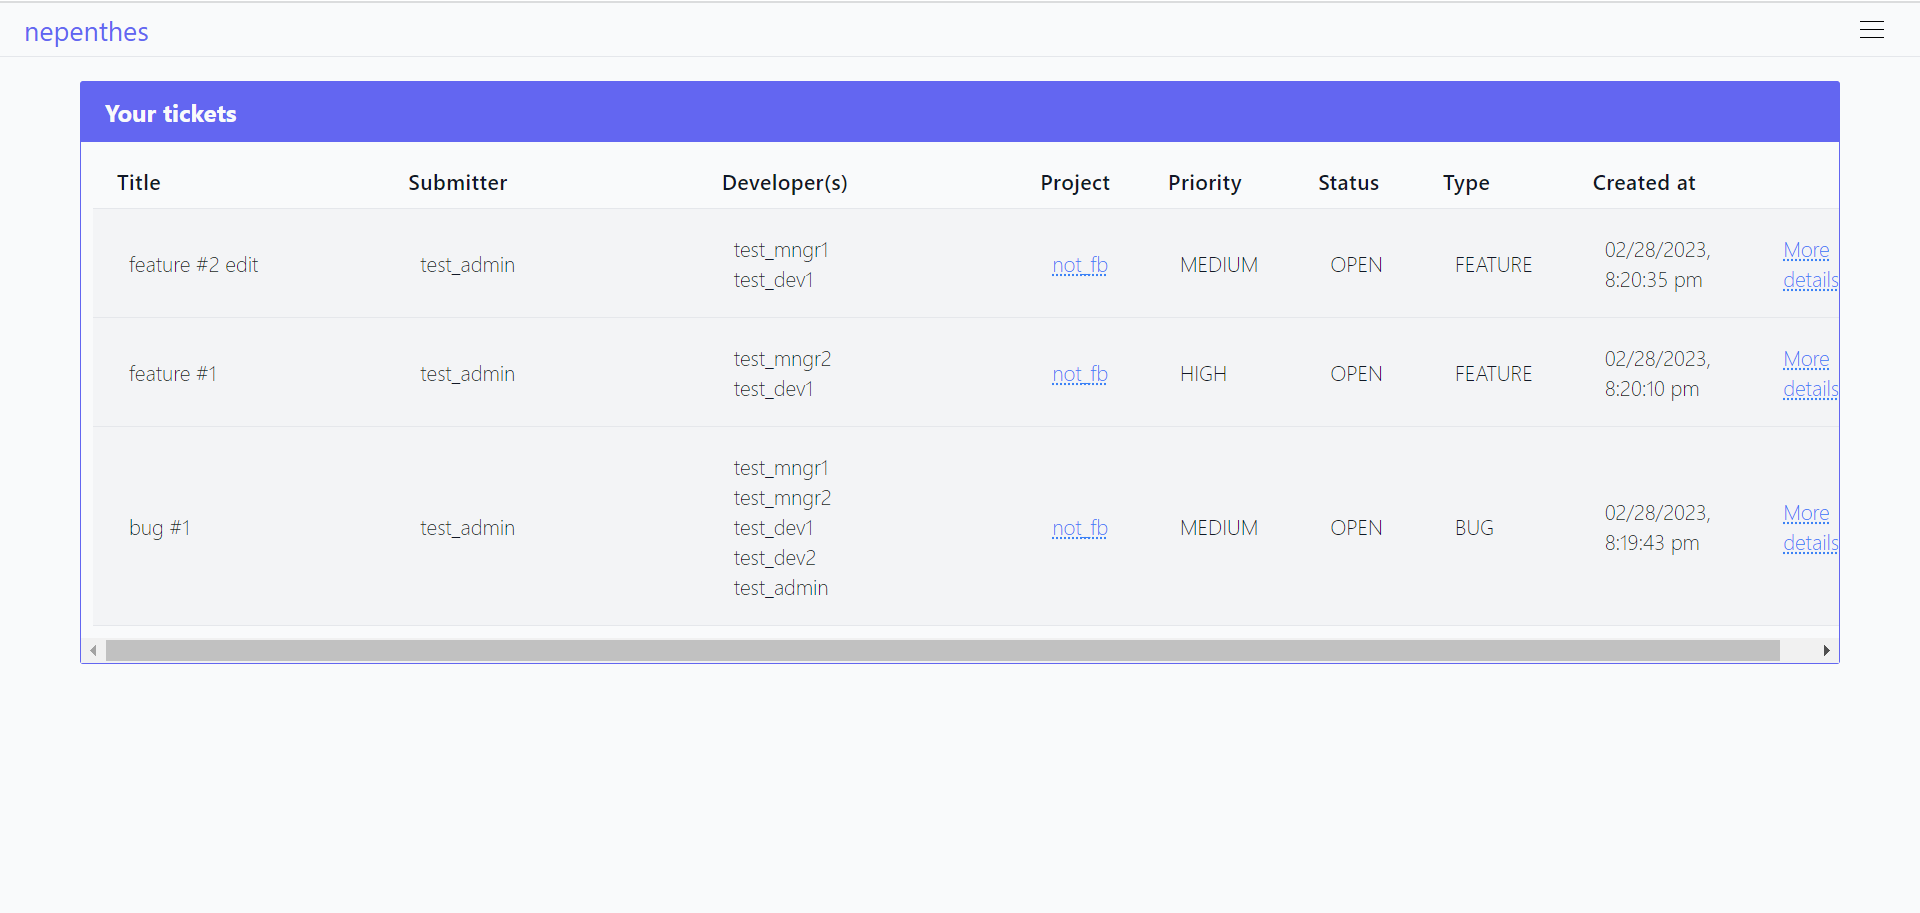 nepenthes
Your tickets
Title Submitter Developer(s) Project Priority Status Type Created at
feature #2 edit test_admin test_mngr1 not_fb MEDIUM OPEN FEATURE 02/28/2023, More
test_dev1 8:20:35 pm details
feature #1 test_admin test_mngr2 not_fb HIGH OPEN FEATURE 02/28/2023, More
test_dev1 8:20:10 pm details
test_mngr1
test_mngr2
bug #1 test_admin test_dev1 not_fb MEDIUM OPEN BUG 02/28/2023, More
test_dev2 8:19:43 pm details
test_admin